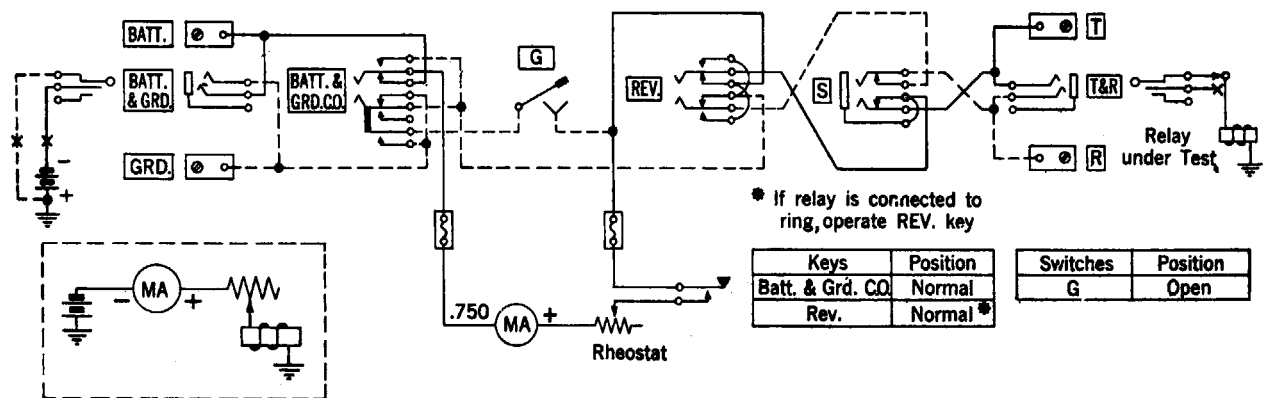 BATT.
BATT.
& GRD.
GRD.
BATT. &
GRD. C.O.
G
REV.
S
T
T&R
R
Relay
under Test
-
+
* If relay is connected to
ring, operate REV. key
Keys Position
Batt. & Grd. C.O. Normal
Rev. Normal *
Switches Position
G Open
- MA +
.750 MA +
Rheostat